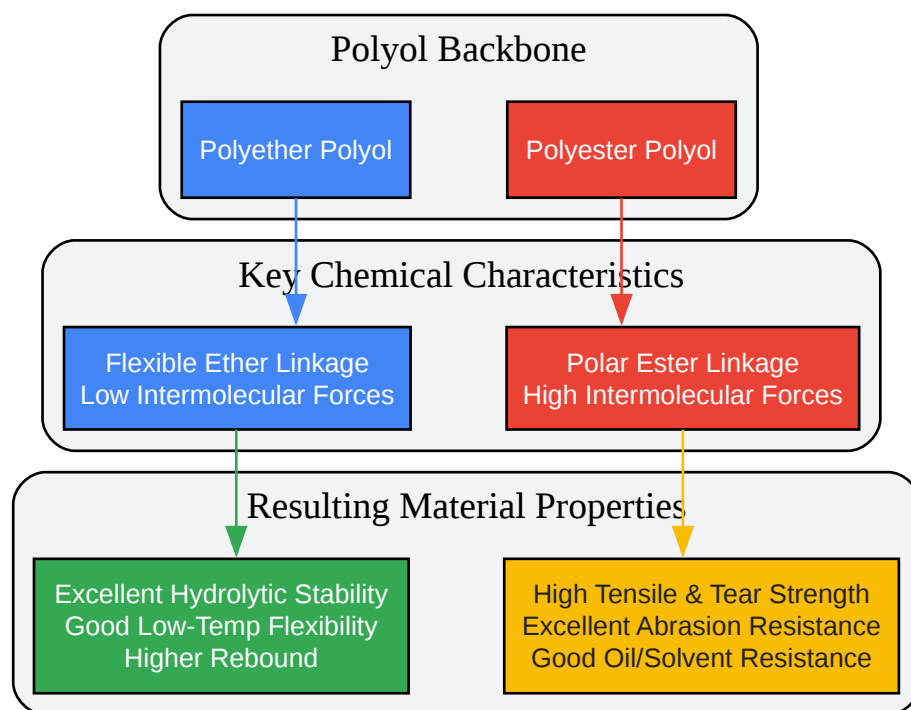 Polyol Backbone
Polyether Polyol
Polyester Polyol
Key Chemical Characteristics
Flexible Ether Linkage
Low Intermolecular Forces
Polar Ester Linkage
High Intermolecular Forces
Resulting Material Properties
Excellent Hydrolytic Stability
Good Low-Temp Flexibility
Higher Rebound
High Tensile & Tear Strength
Excellent Abrasion Resistance
Good Oil/Solvent Resistance